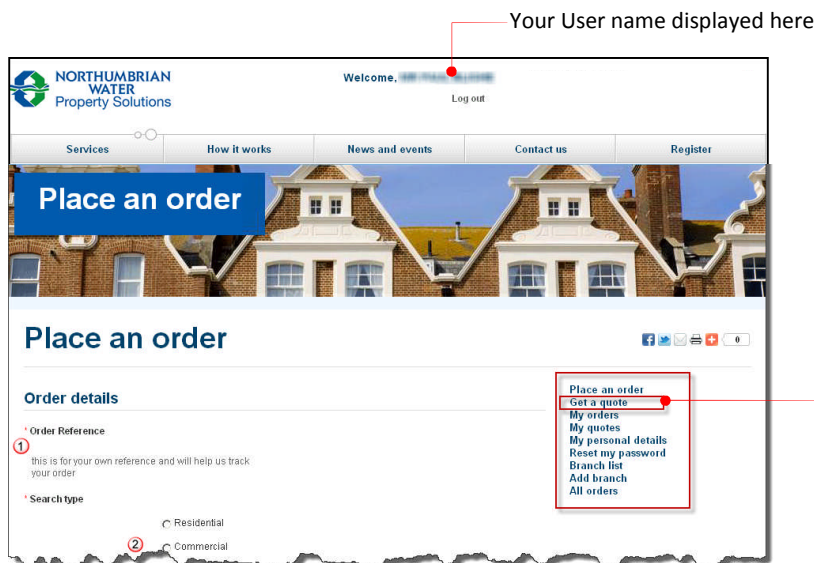 Your User name displayed here
NORTHUMBRIAN
WATER
Property Solutions
Welcome,
Log out
Services How it works News and events Contact us Register
Place an order
Place an order
0
Order details
* Order Reference
1
this is for your own reference and will help us track
your order
* Search type
Residential
2
Commercial
Place an order
Get a quote
My orders
My quotes
My personal details
Reset my password
Branch list
Add branch
All orders